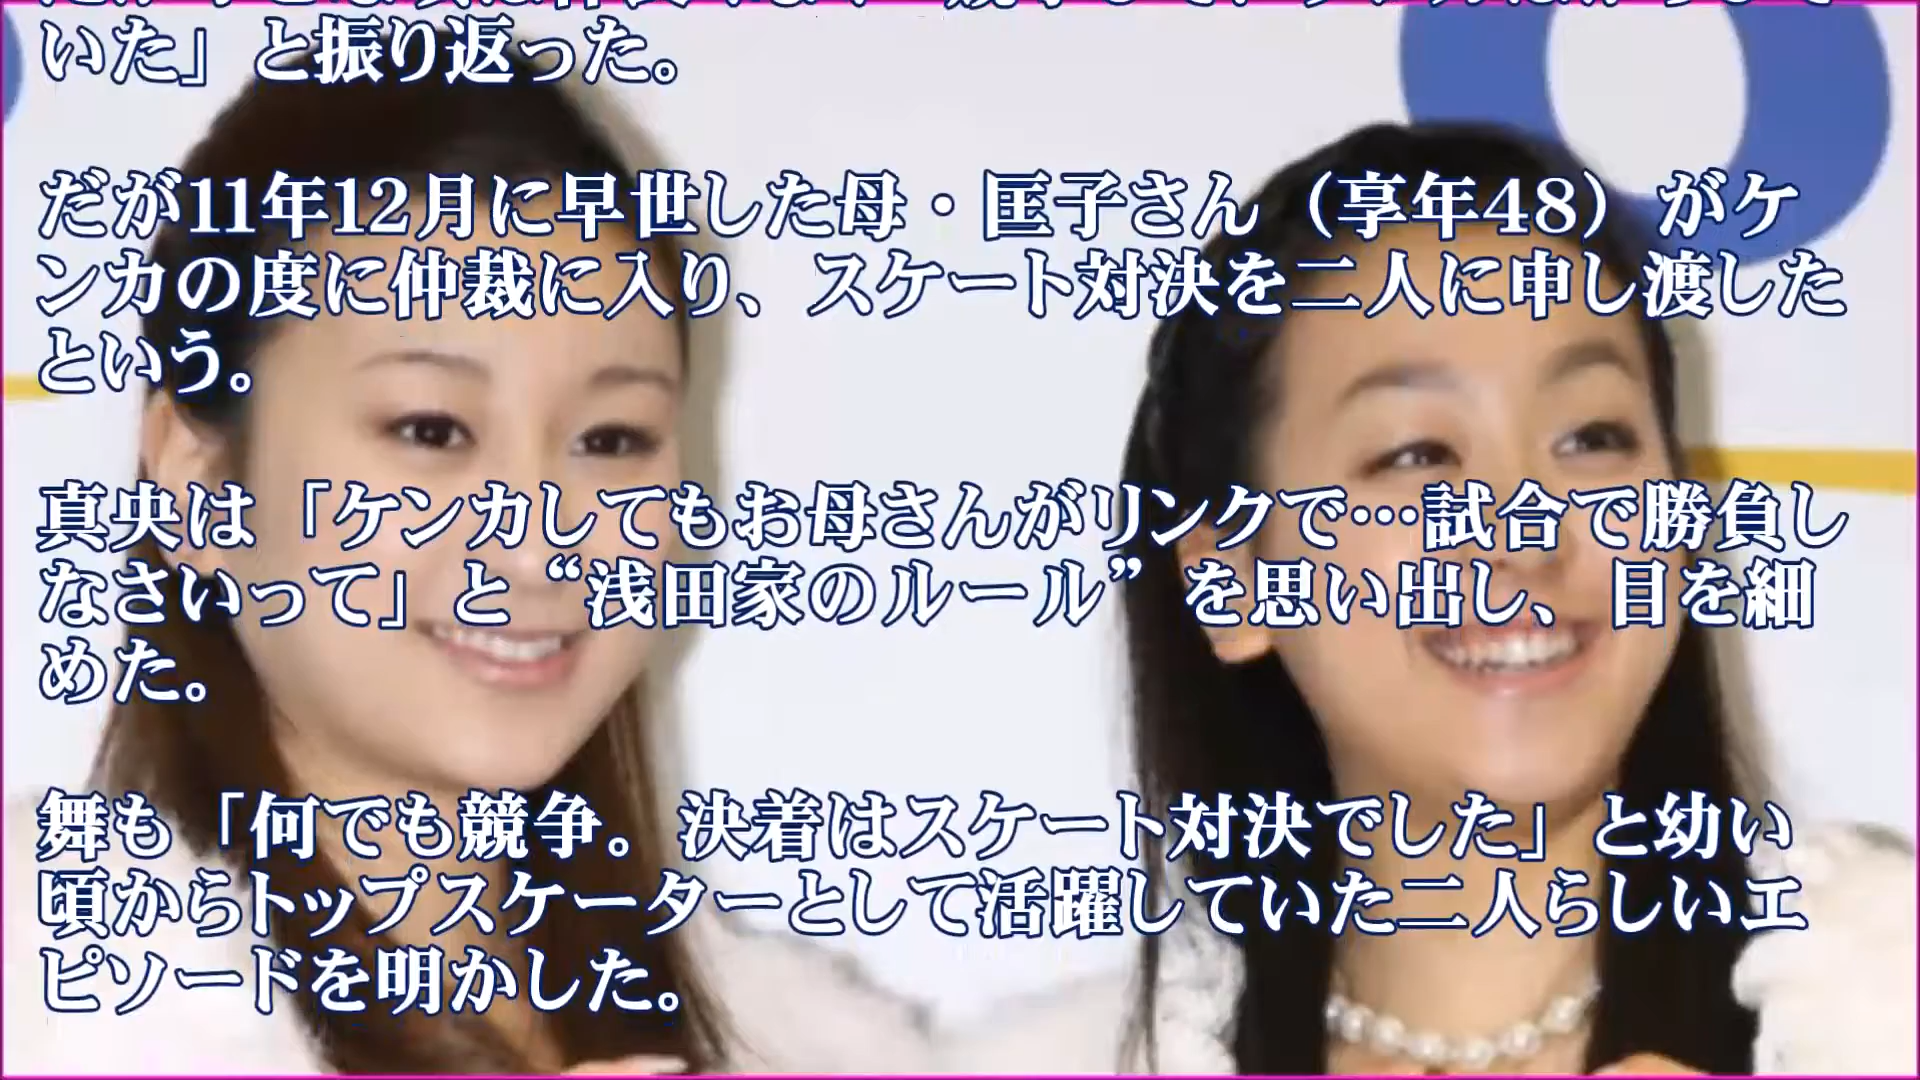 いた」と振り返った。
だが11年12月に早世した母・匡子さん（享年48）がケ
ンカの度に仲裁に入り、スケート対決を二人に申し渡した
という。
真央は「ケンカしてもお母さんがリンクで…試合で勝負し
なさいって」と“浅田家のルール”を思い出し、目を細
めた。
舞も「何でも競争。決着はスケート対決でした」と幼い
頃からトップスケーターとして活躍していた二人らしいエ
ピソードを明かした。